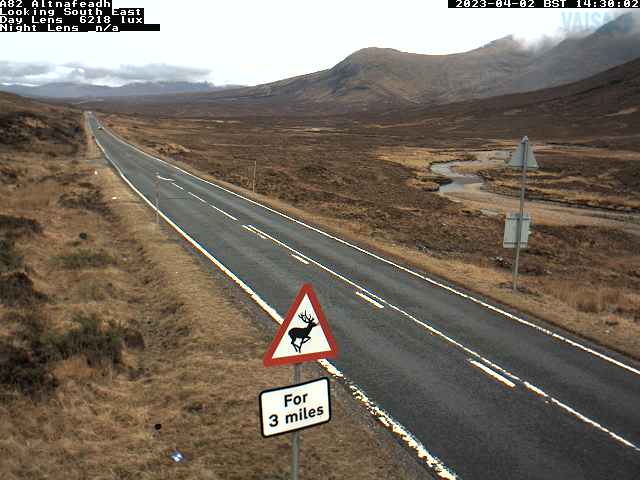 A82 Altnafeadh
Looking South East
Day Lens 6218 lux
Night Lens n/a
2023-04-02 BST 14:30:02
VAISALA
For
3 miles